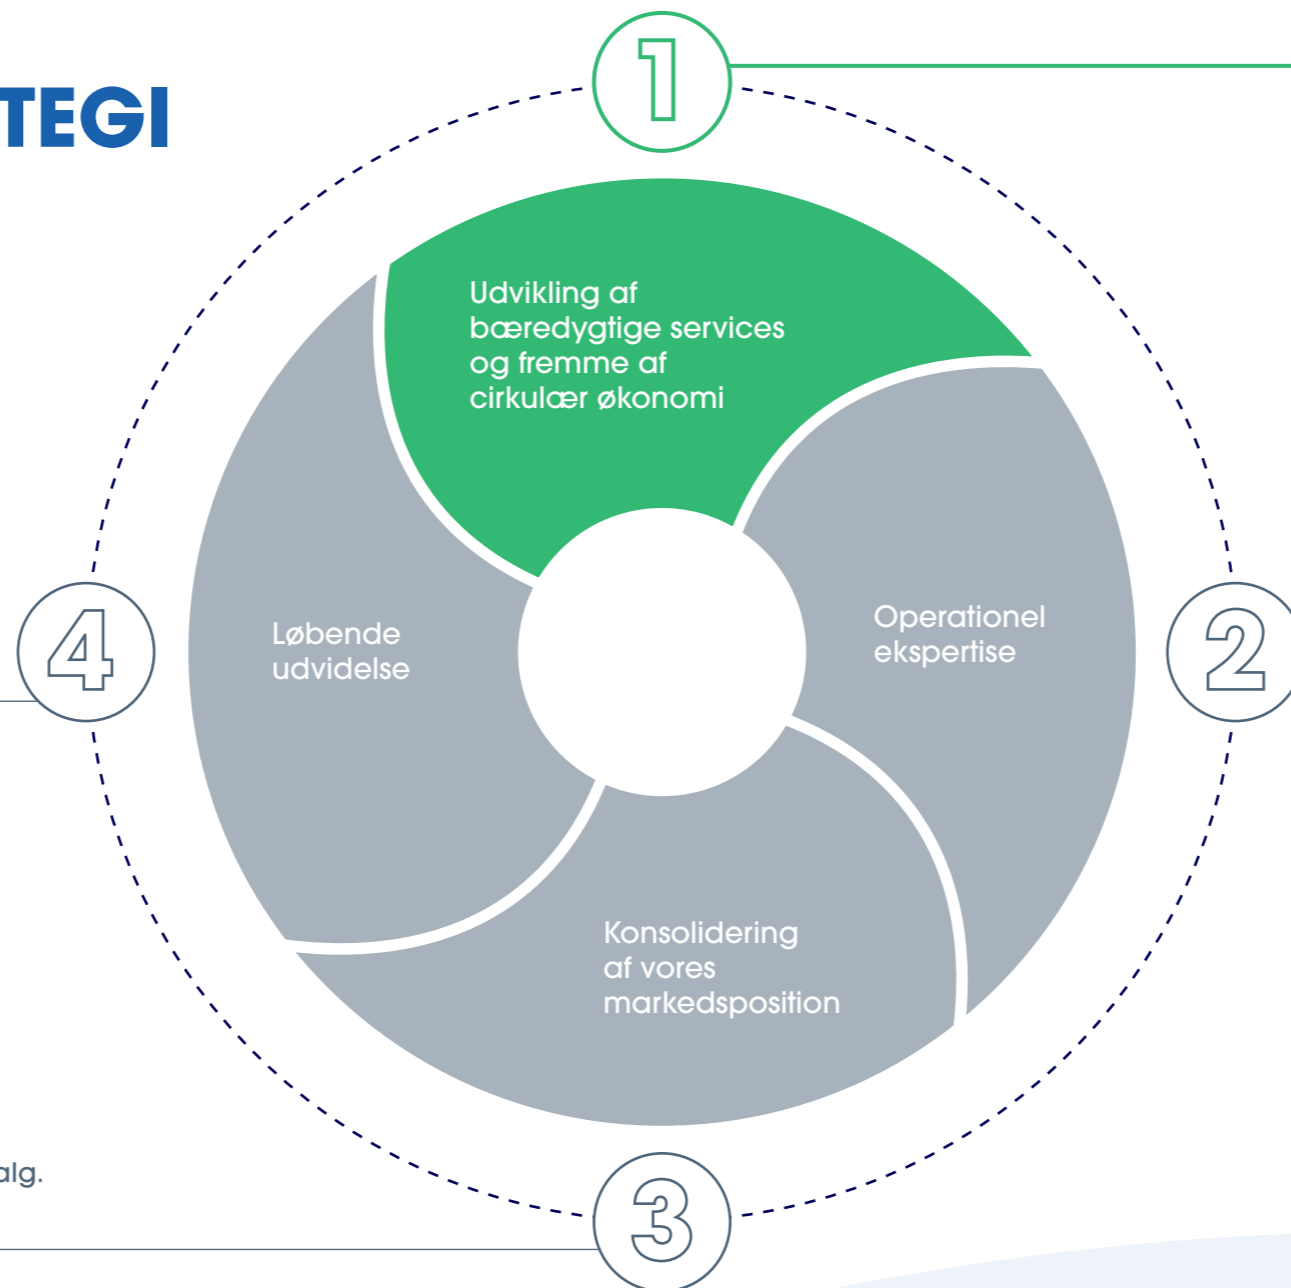 TEGI
1
Udvikling af
bæredygtige services
og fremme af
cirkulær økonomi
2
Operationel
ekspertise
3
Konsolidering
af vores
markedsposition
4
Løbende
udvidelse
alg.